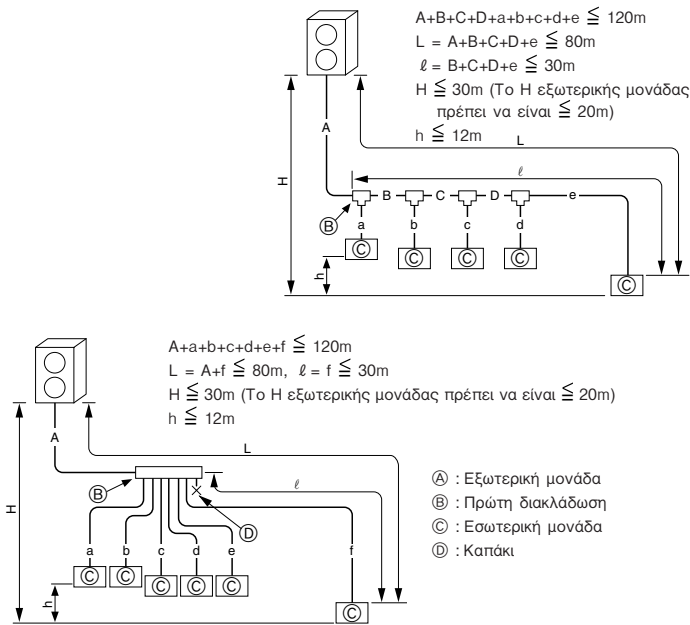 A+B+C+D+a+b+c+d+e ≦ 120m
L = A+B+C+D+e ≦ 80m
ℓ = B+C+D+e ≦ 30m
H ≦ 30m (Το Η εξωτερικής μονάδας
πρέπει να είναι ≦ 20m)
h ≦ 12m
L
A
H
ℓ
B C D e
Ⓑ
a b c d
Ⓒ Ⓒ Ⓒ Ⓒ
h
Ⓒ
A+a+b+c+d+e+f ≦ 120m
L = A+f ≦ 80m, ℓ = f ≦ 30m
H ≦ 30m (Το Η εξωτερικής μονάδας πρέπει να είναι ≦ 20m)
h ≦ 12m
A
L
H
Ⓑ
ℓ
Ⓓ
a b c d e f
Ⓒ Ⓒ Ⓒ Ⓒ Ⓒ
h
Ⓒ
Ⓐ : Εξωτερική μονάδα
Ⓑ : Πρώτη διακλάδωση
Ⓒ : Εσωτερική μονάδα
Ⓓ : Καπάκι